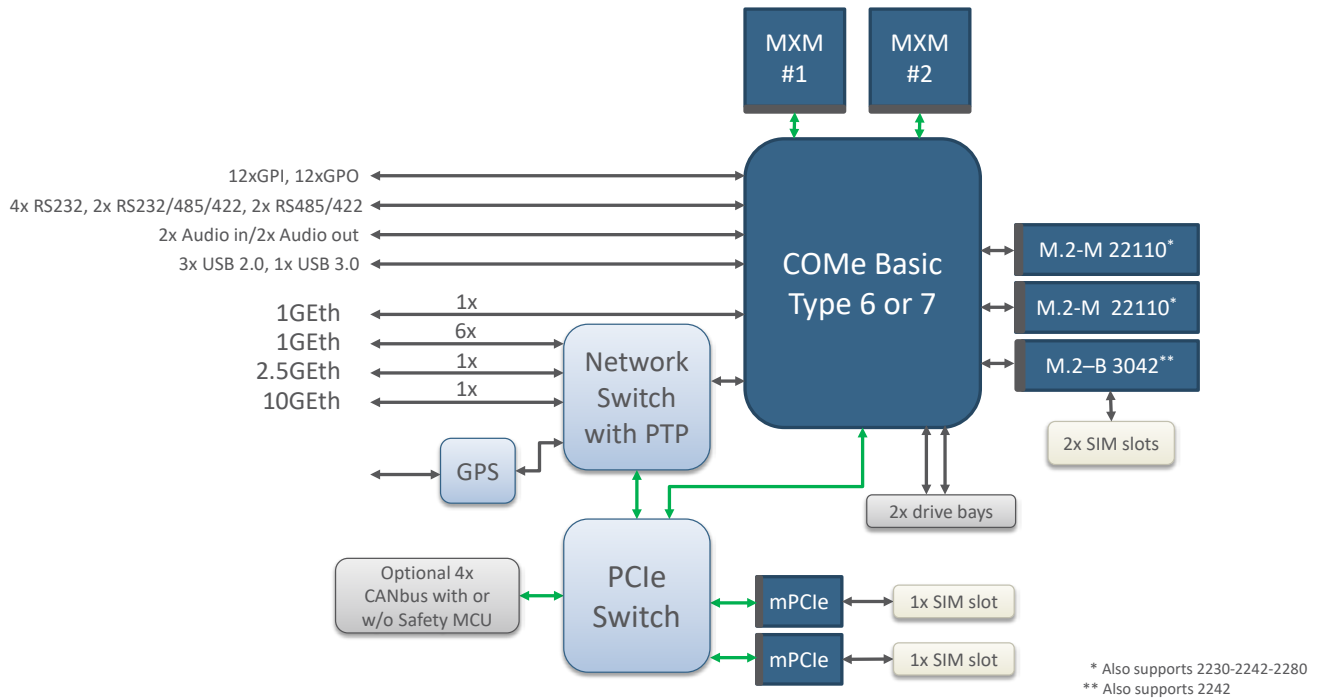 MXM
#1
MXM
#2
12xGPI, 12xGPO
4x RS232, 2x RS232/485/422, 2x RS485/422
2x Audio in/2x Audio out
3x USB 2.0, 1x USB 3.0
COMe Basic
Type 6 or 7
M.2-M 22110*
M.2-M 22110*
M.2–B 3042**
2x SIM slots
1GEth
1x
1GEth
6x
2.5GEth
1x
10GEth
1x
Network
Switch
with PTP
GPS
2x drive bays
Optional 4x
CANbus with or
w/o Safety MCU
PCIe
Switch
mPCIe
1x SIM slot
mPCIe
1x SIM slot
* Also supports 2230-2242-2280
** Also supports 2242